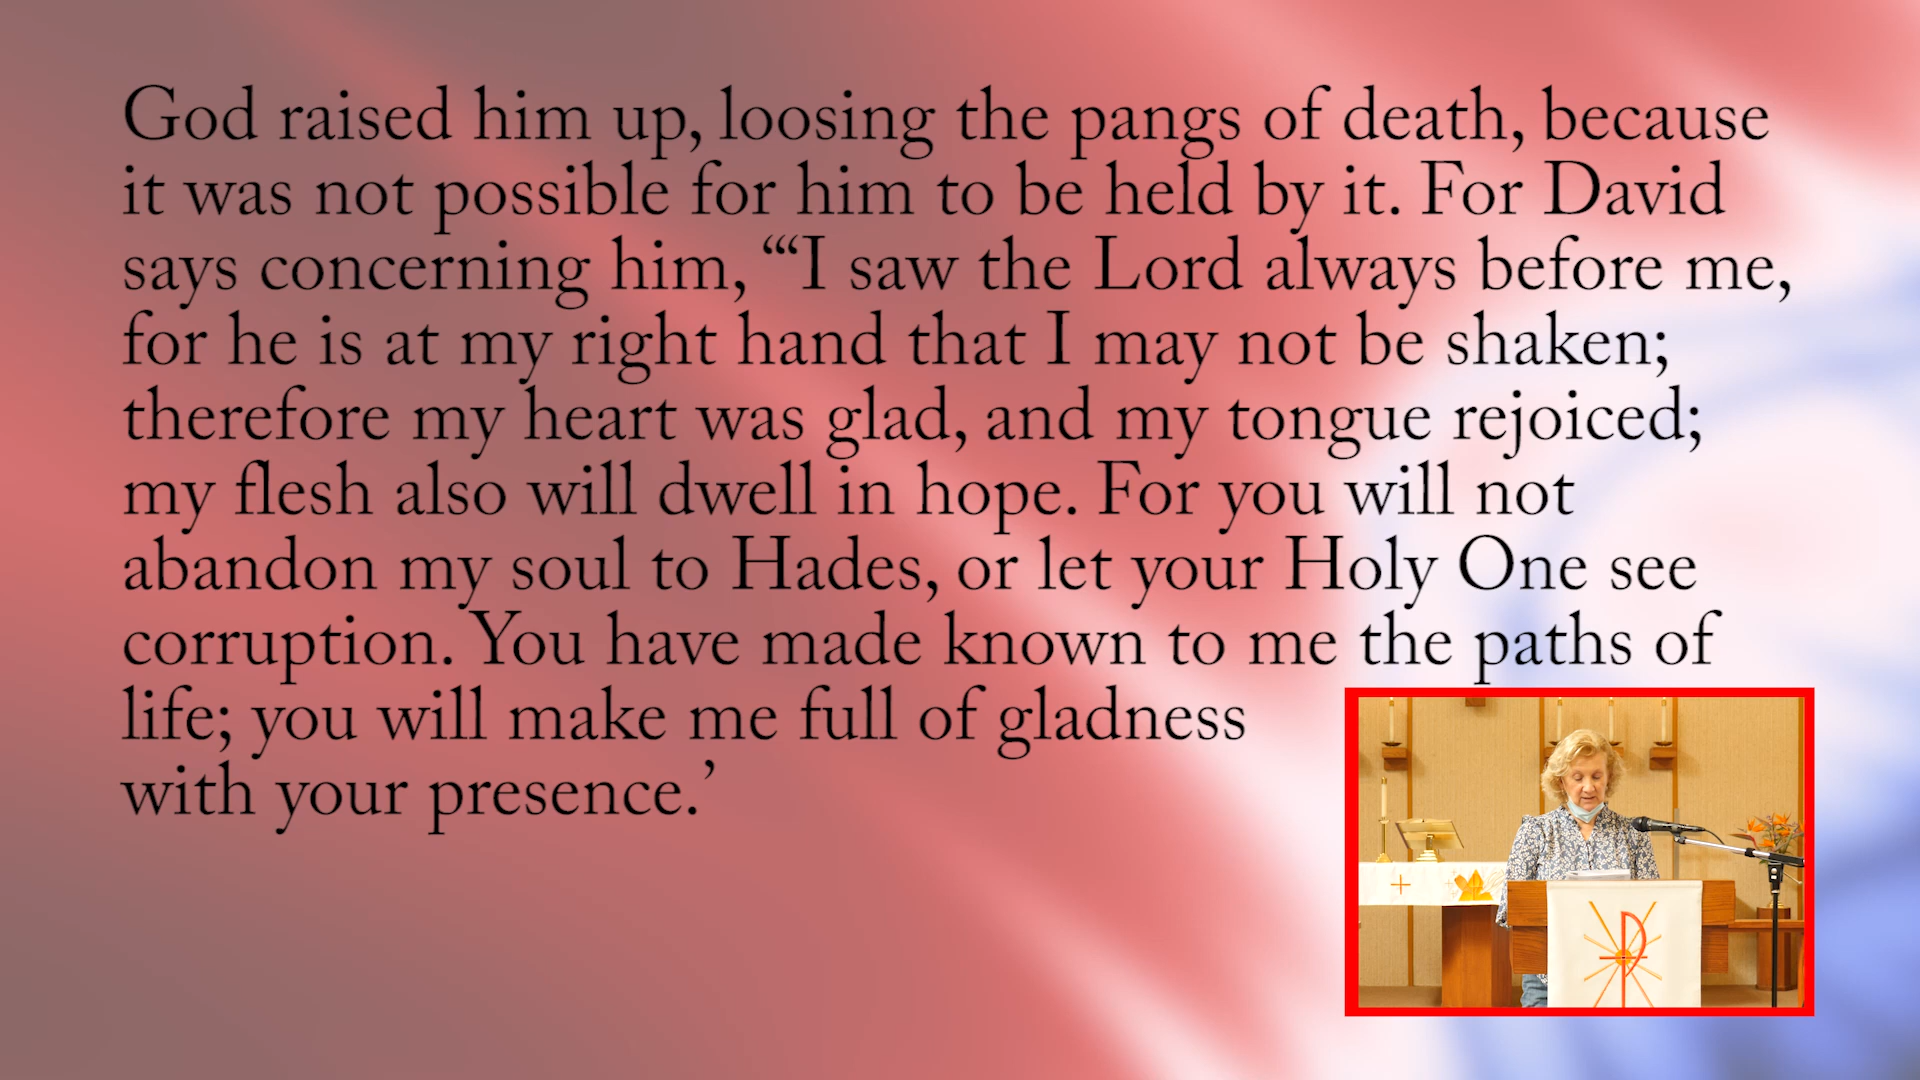 God raised him up, loosing the pangs of death, because
it was not possible for him to be held by it. For David
says concerning him, “‘I saw the Lord always before me,
for he is at my right hand that I may not be shaken;
therefore my heart was glad, and my tongue rejoiced;
my flesh also will dwell in hope. For you will not
abandon my soul to Hades, or let your Holy One see
corruption. You have made known to me the paths of
life; you will make me full of gladness
with your presence.’